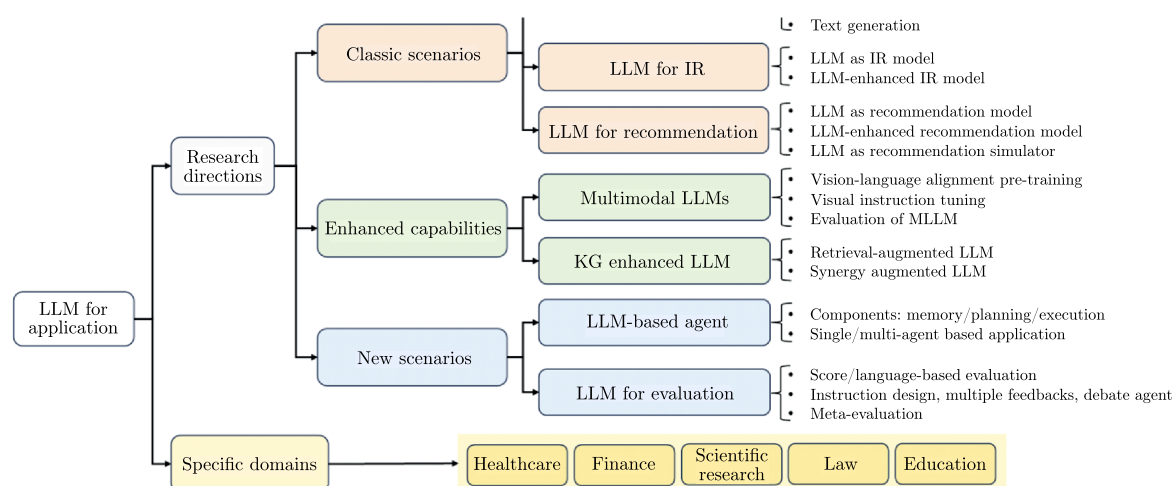 Text generation
Classic scenarios
LLM for IR
LLM as IR model
LLM-enhanced IR model
LLM for recommendation
LLM as recommendation model
LLM-enhanced recommendation model
LLM as recommendation simulator
Research
directions
Enhanced capabilities
Multimodal LLMs
Vision-language alignment pre-training
Visual instruction tuning
Evaluation of MLLM
KG enhanced LLM
Retrieval-augmented LLM
Synergy augmented LLM
LLM for
application
New scenarios
LLM-based agent
Components: memory/planning/execution
Single/multi-agent based application
LLM for evaluation
Score/language-based evaluation
Instruction design, multiple feedbacks, debate agent
Meta-evaluation
Specific domains
Healthcare
Finance
Scientific
research
Law
Education